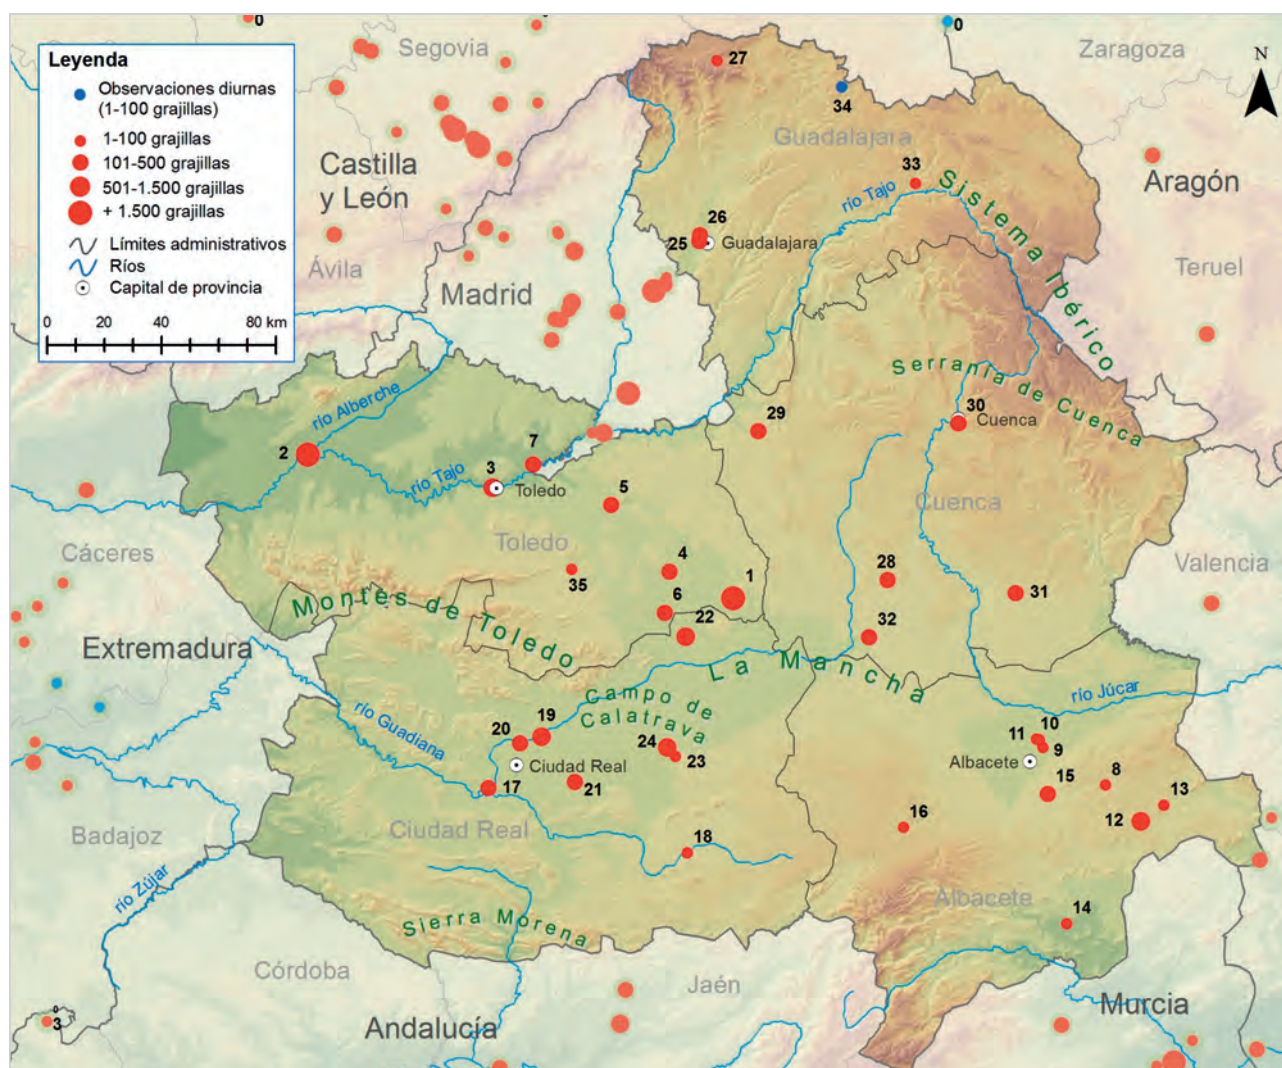 Leyenda
Observaciones diurnas
(1-100 grajillas)
1-100 grajillas
101-500 grajillas
501-1.500 grajillas
+ 1.500 grajillas
Límites administrativos
Ríos
Capital de provincia
0 20 40 80 km
0
0
N
Segovia
Zaragoza
27
34
Guadalajara
Castilla
y León
33
Aragón
río Tajo
Sistema Ibérico
26
25
Guadalajara
Ávila
Madrid
Teruel
Serranía de Cuenca
río Alberche
29
30
Cuenca
2
7
3
río Tajo
Toledo
5
Cuenca
Toledo
Cáceres
4
35
1
28
31
Valencia
6
22
32
Montes de Toledo
Extremadura
La Mancha
Campo de
Calatrava
río Júcar
río Guadiana
20
19
24
23
11
10
9
Ciudad Real
Albacete
17
21
15
8
13
12
16
Badajoz
Ciudad Real
18
río Zújar
Albacete
14
Sierra Morena
Córdoba
Jaén
Murcia
0
3
Andalucía